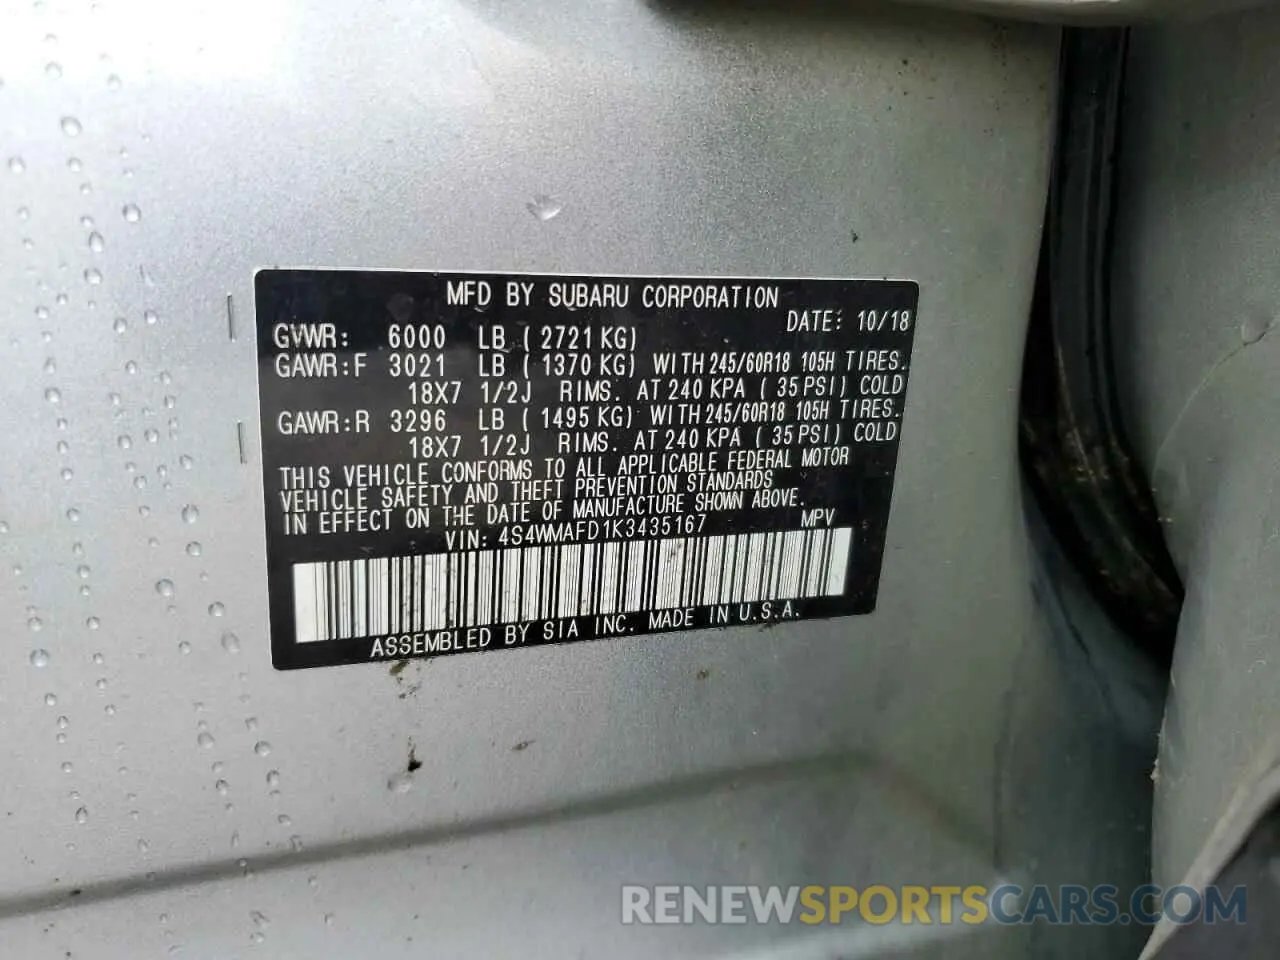 MFD BY SUBARU CORPORATION
DATE: 10/18
GVWR: 6000 LB ( 2721 KG)
GAWR:F 3021 LB ( 1370 KG) WITH 245/60R18 105H TIRES.
18X7 1/2J RIMS. AT 240 KPA ( 35 PSI) COLD
GAWR:R 3296 LB ( 1495 KG) WITH 245/60R18 105H TIRES.
18X7 1/2J RIMS. AT 240 KPA ( 35 PSI) COLD
THIS VEHICLE CONFORMS TO ALL APPLICABLE FEDERAL MOTOR
VEHICLE SAFETY AND THEFT PREVENTION STANDARDS
IN EFFECT ON THE DATE OF MANUFACTURE SHOWN ABOVE.
VIN: 4S4WMAFD1K3435167 MPV
ASSEMBLED BY SIA INC. MADE IN U.S.A.
RENEWSPORTSCARS.COM